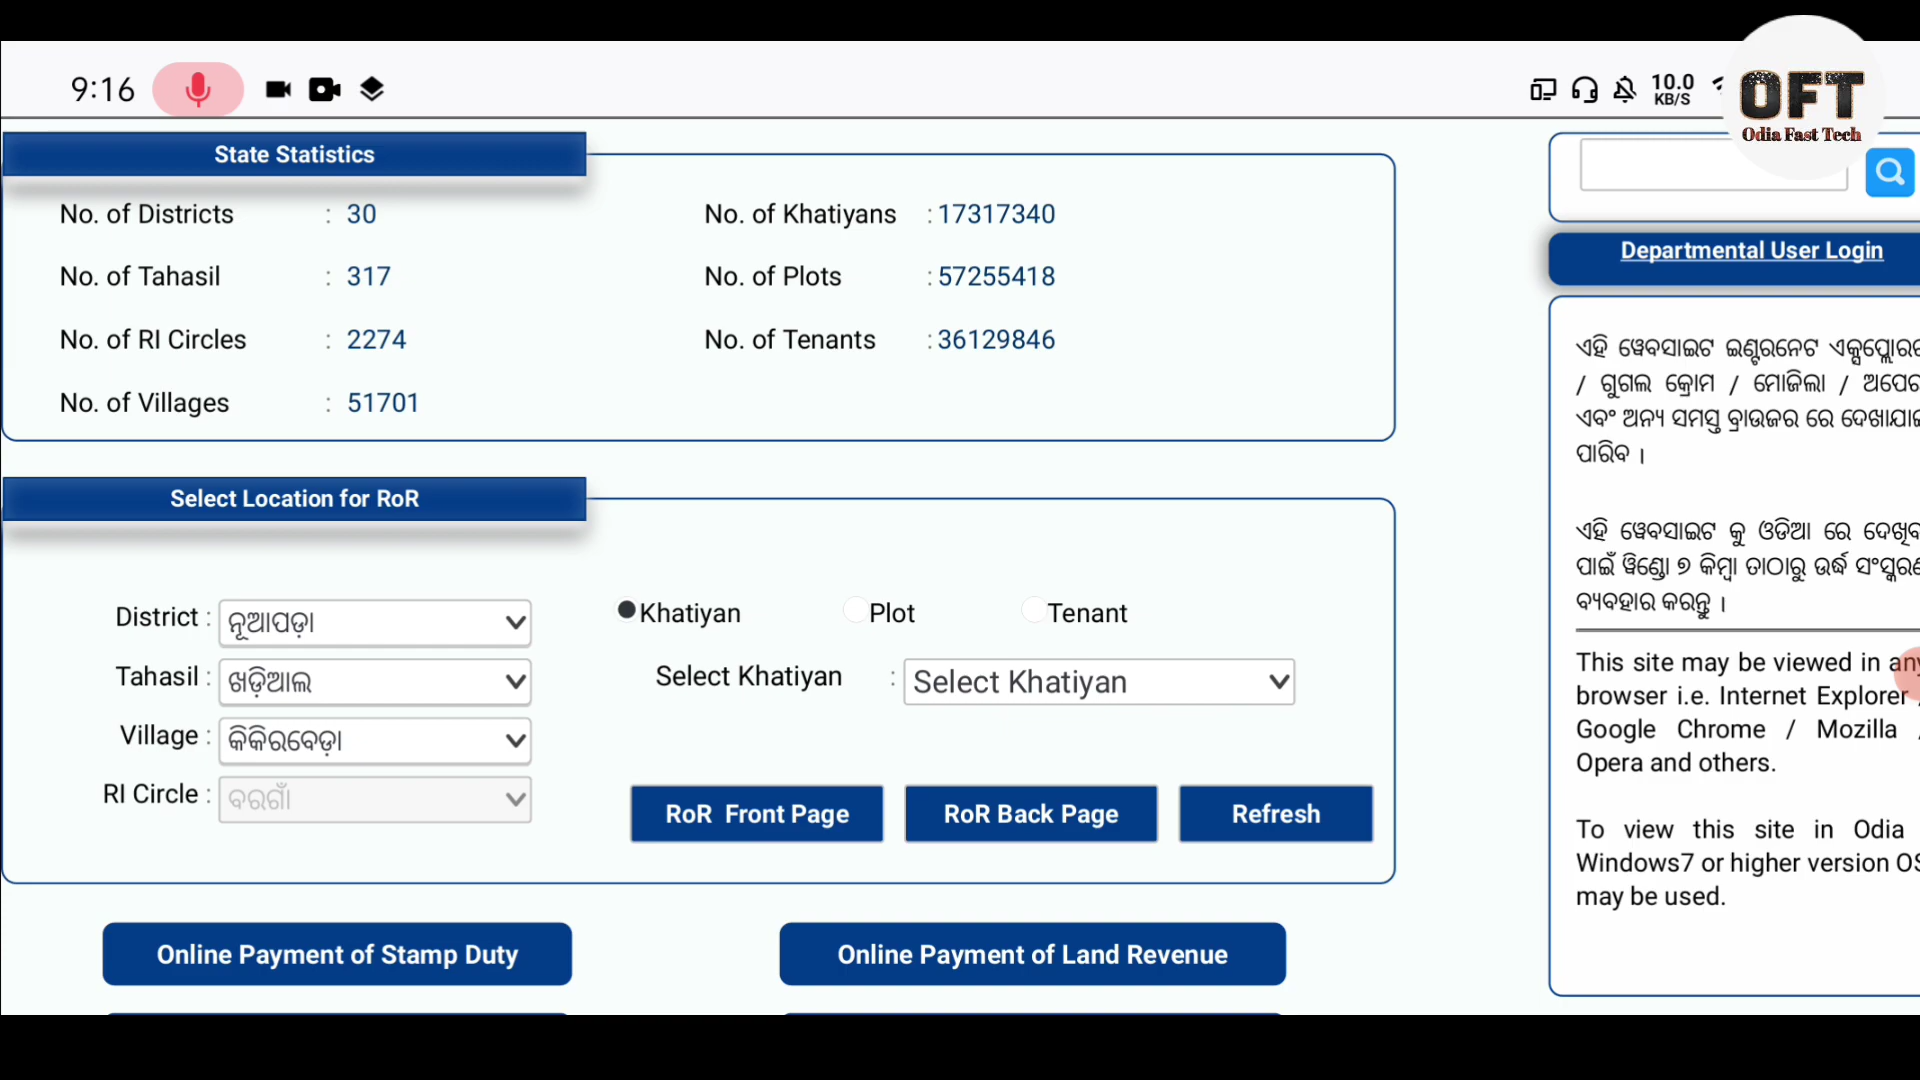 9:16
10.0
KB/S
OFT
Odia Fast Tech
State Statistics
No. of Districts : 30
No. of Khatiyans : 17317340
No. of Tahasil : 317
No. of Plots : 57255418
No. of RI Circles : 2274
No. of Tenants : 36129846
No. of Villages : 51701
Select Location for RoR
District : ନୂଆପଡ଼ା
Khatiyan Plot Tenant
Tahasil : ଖଡ଼ିଆଲ
Select Khatiyan : Select Khatiyan
Village : କିକିରବେଡ଼ା
RI Circle : ବରଗାଁ
RoR Front Page RoR Back Page Refresh
Online Payment of Stamp Duty
Online Payment of Land Revenue
Departmental User Login
ଏହି ୱେବସାଇଟ ଇଣ୍ଟରନେଟ
/ ଗୁଗଲ କ୍ରୋମ / ମୋଜିଲା /
ଏବଂ ଅନ୍ୟ ସମସ୍ତ ବ୍ରାଉଜର ରେ
ପାରିବ ।
ଏହି ୱେବସାଇଟ କୁ ଓଡିଆ ରେ
ପାଇଁ ୱିଣ୍ଡୋ ୭ କିମ୍ବା ତାଠାରୁ ଉର୍ଦ୍ଧ
ବ୍ୟବହାର କରନ୍ତୁ ।
This site may be viewed in any
browser i.e. Internet Explorer
Google Chrome / Mozilla /
Opera and others.
To view this site in Odia
Windows7 or higher version OS
may be used.